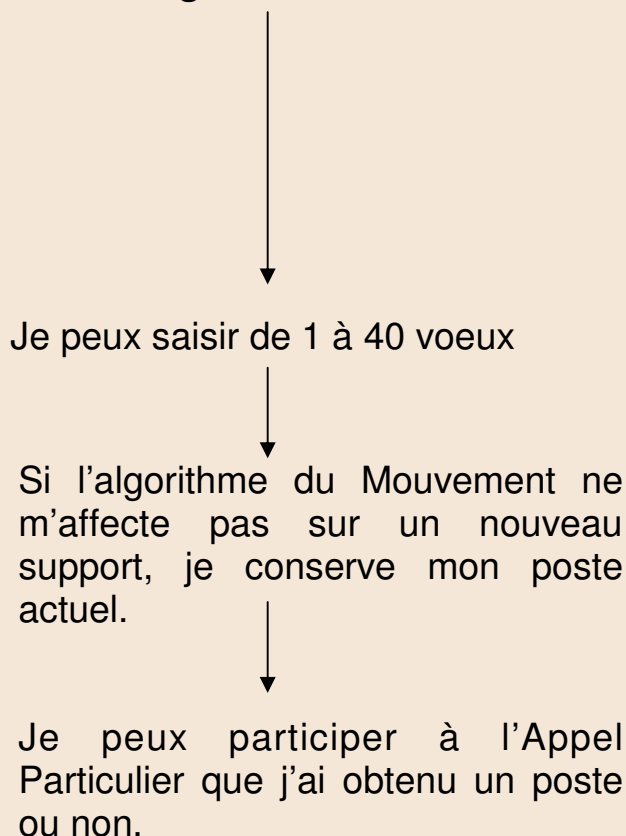 Je peux saisir de 1 à 40 voeux
Si l'algorithme du Mouvement ne
m'affecte pas sur un nouveau
support, je conserve mon poste
actuel.
Je peux participer à l'Appel
Particulier que j'ai obtenu un poste
ou non.